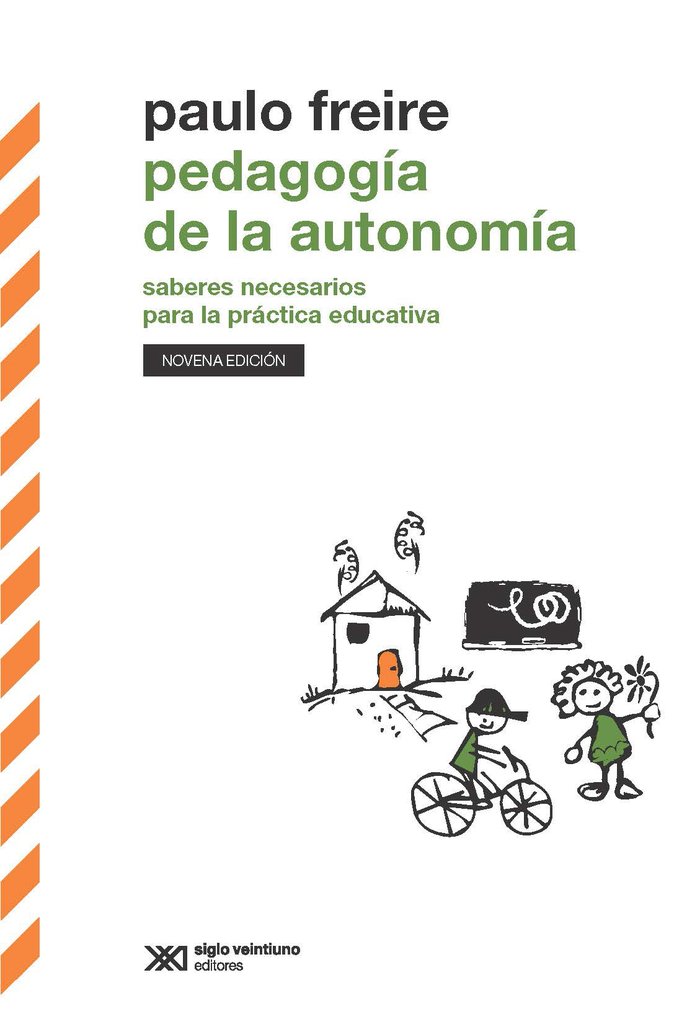 paulo freire
pedagogía
de la autonomía
saberes necesarios
para la práctica educativa
NOVENA EDICIÓN
siglo veintiuno
editores